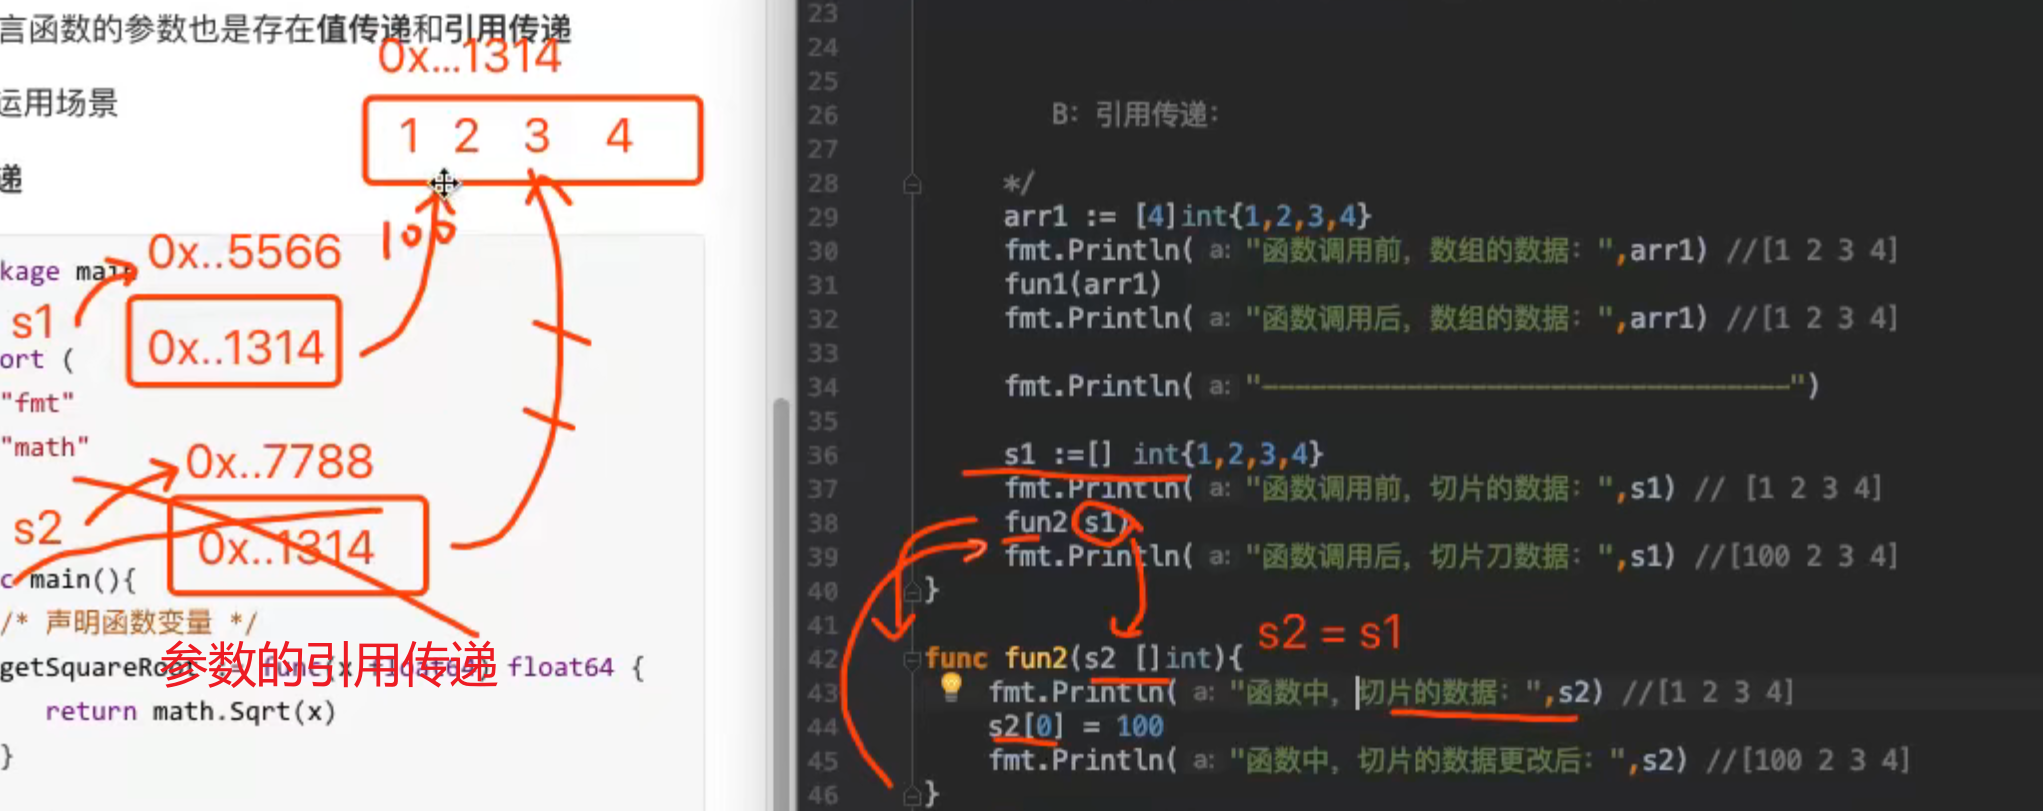 言函数的参数也是存在值传递和引用传递
0x...1314
运用场景
1 2 3 4
递
100
0x..5566
kage main
s1
0x..1314
ort (
"fmt"
"math"
0x..7788
s2
0x..1314
c main(){
/* 声明函数变量 */
参数的引用传递
getSquareRoot := func(x float64) float64 {
return math.Sqrt(x)
}
23
24
25
26 B: 引用传递:
27
28 */
29 arr1 := [4]int{1,2,3,4}
30 fmt.Println( a: "函数调用前, 数组的数据: ",arr1) //[1 2 3 4]
31 fun1(arr1)
32 fmt.Println( a: "函数调用后, 数组的数据: ",arr1) //[1 2 3 4]
33
34 fmt.Println( a: "————————————————————————————————")
35
36 s1 :=[] int{1,2,3,4}
37 fmt.Println( a: "函数调用前, 切片的数据: ",s1) // [1 2 3 4]
38 fun2(s1)
39 fmt.Println( a: "函数调用后, 切片刀数据: ",s1) //[100 2 3 4]
40 }
41
s2 = s1
42 func fun2(s2 []int){
43 fmt.Println( a: "函数中, 切片的数据: ",s2) //[1 2 3 4]
44 s2[0] = 100
45 fmt.Println( a: "函数中, 切片的数据更改后: ",s2) //[100 2 3 4]
46 }